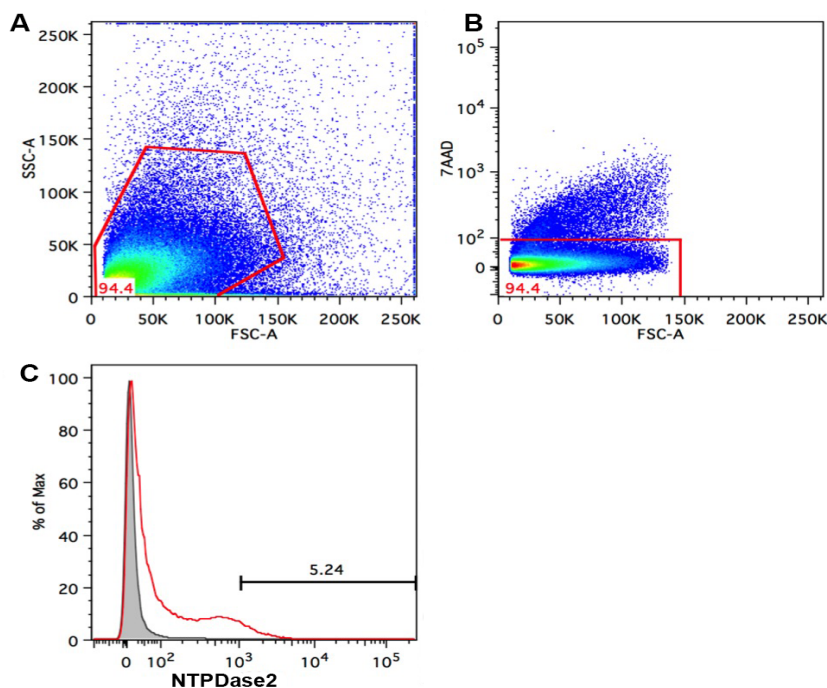 A
SSC-A
250K
200K
150K
100K
50K
0
94.4
0 50K 100K 150K 200K 250K
FSC-A
B
7AAD
10⁵
10⁴
10³
10²
0
94.4
0 50K 100K 150K 200K 250K
FSC-A
C
% of Max
100
80
60
40
20
0
5.24
0 10² 10³ 10⁴ 10⁵
NTPDase2